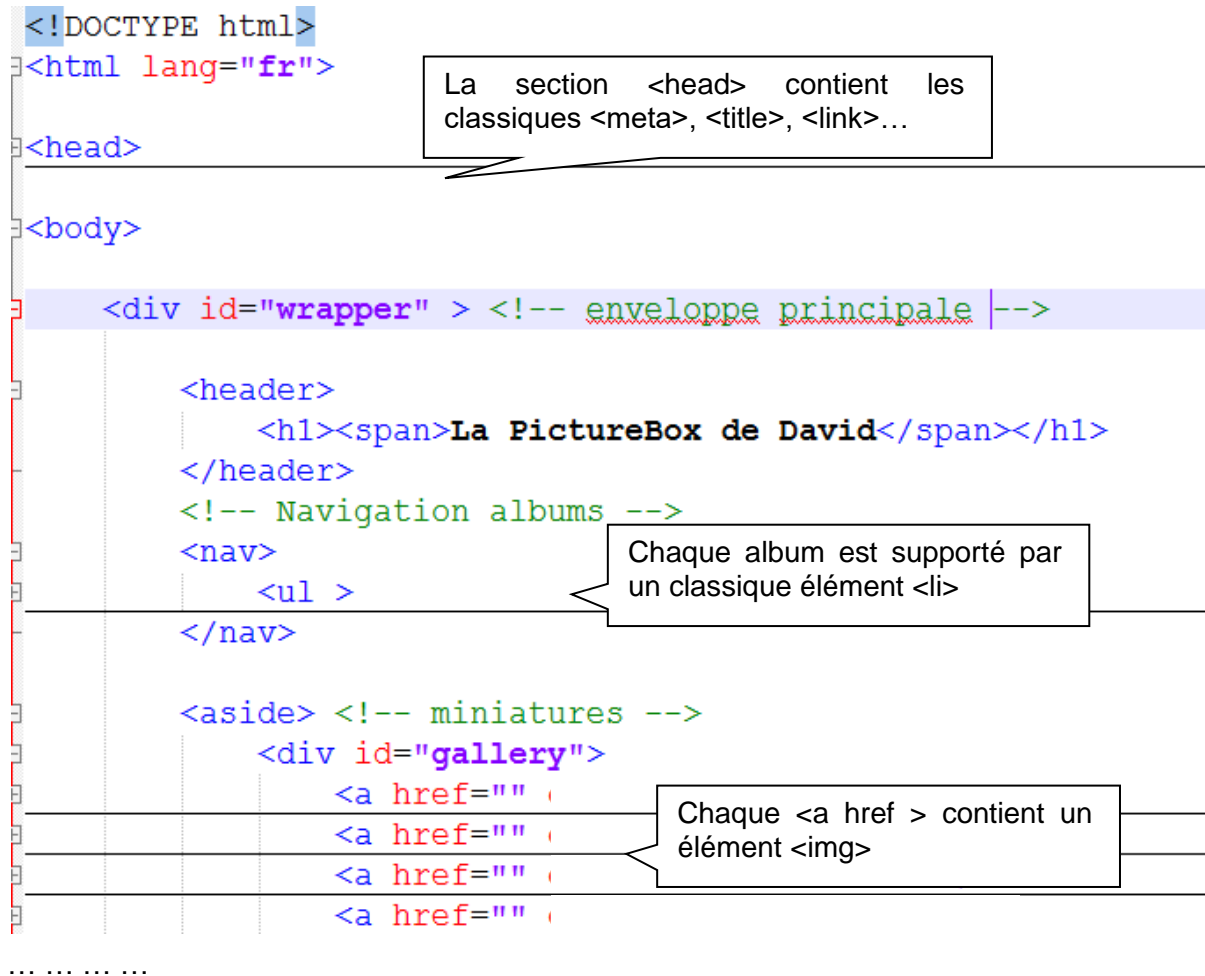 <!DOCTYPE html>
<html lang="fr">
La section <head> contient les
classiques <meta>, <title>, <link>…
<head>
<body>
<div id="wrapper" > <!-- enveloppe principale -->
<header>
<h1><span>La PictureBox de David</span></h1>
</header>
<!-- Navigation albums -->
<nav>
Chaque album est supporté par
un classique élément <li>
<ul >
</nav>
<aside> <!-- miniatures -->
<div id="gallery">
<a href=""
Chaque <a href > contient un
élément <img>
<a href=""
<a href=""
<a href=""
… … … …